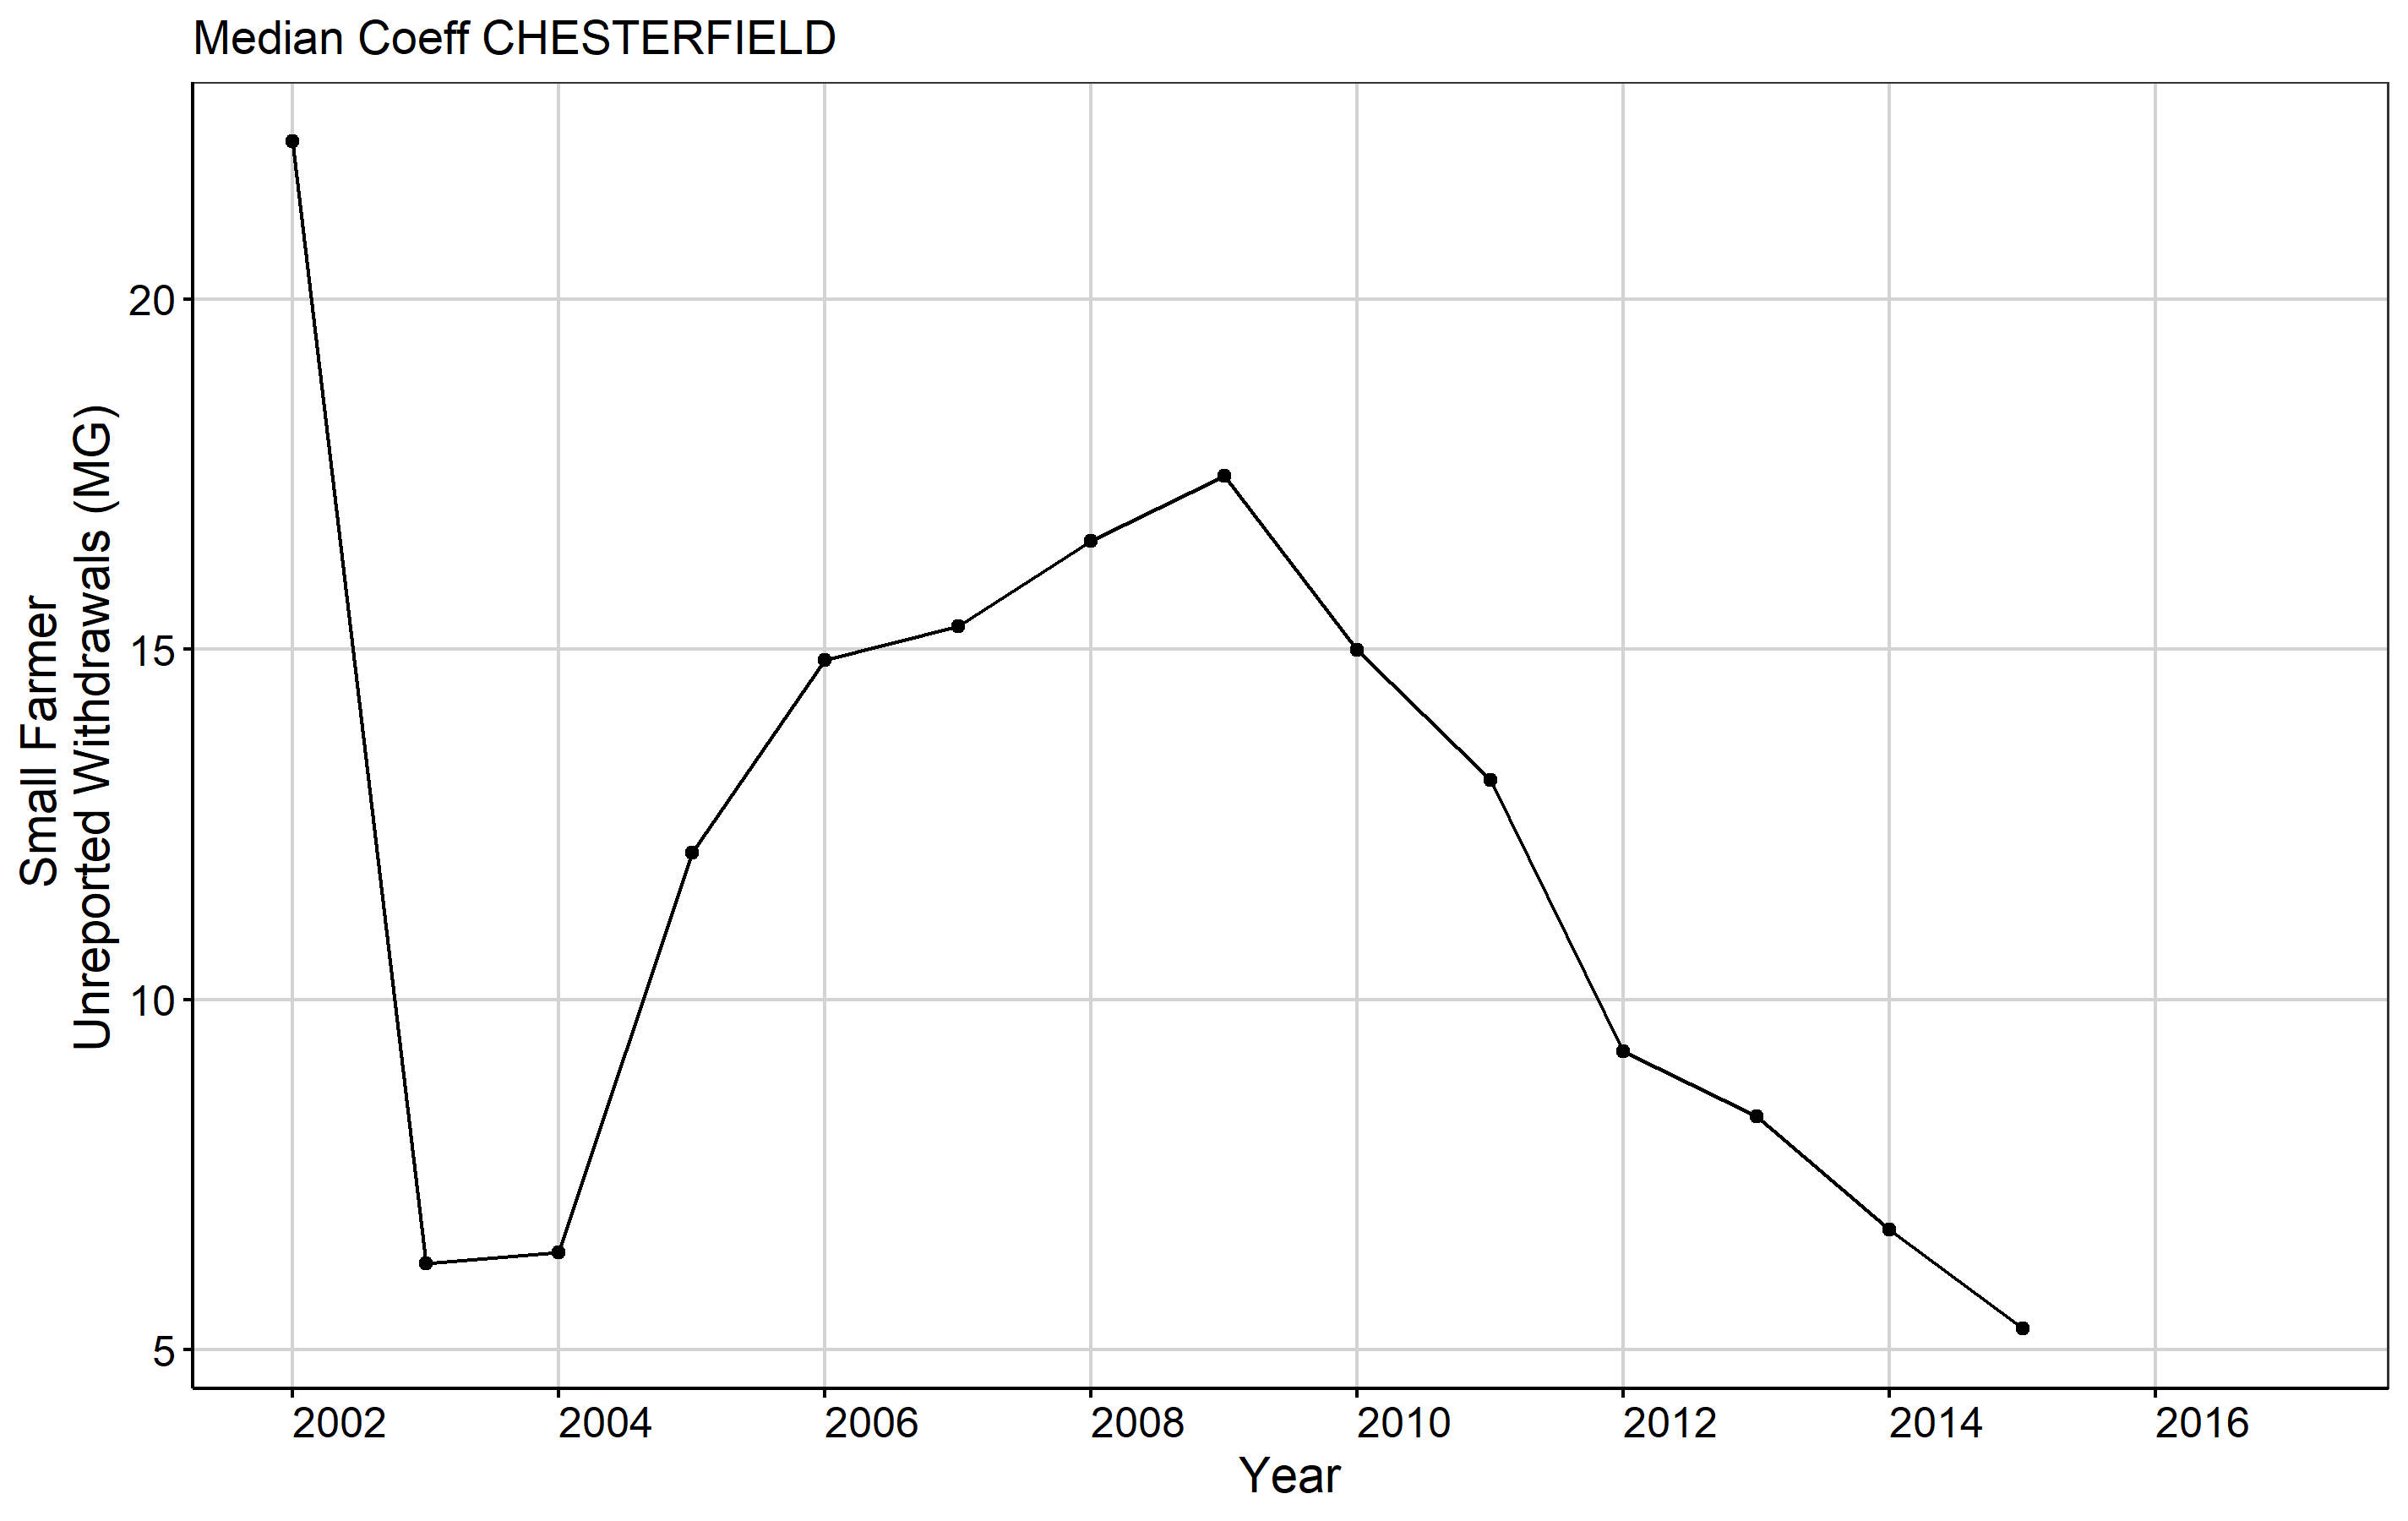 Median Coeff CHESTERFIELD
Small Farmer
Unreported Withdrawals (MG)
20
15
10
5
2002 2004 2006 2008 2010 2012 2014 2016
Year